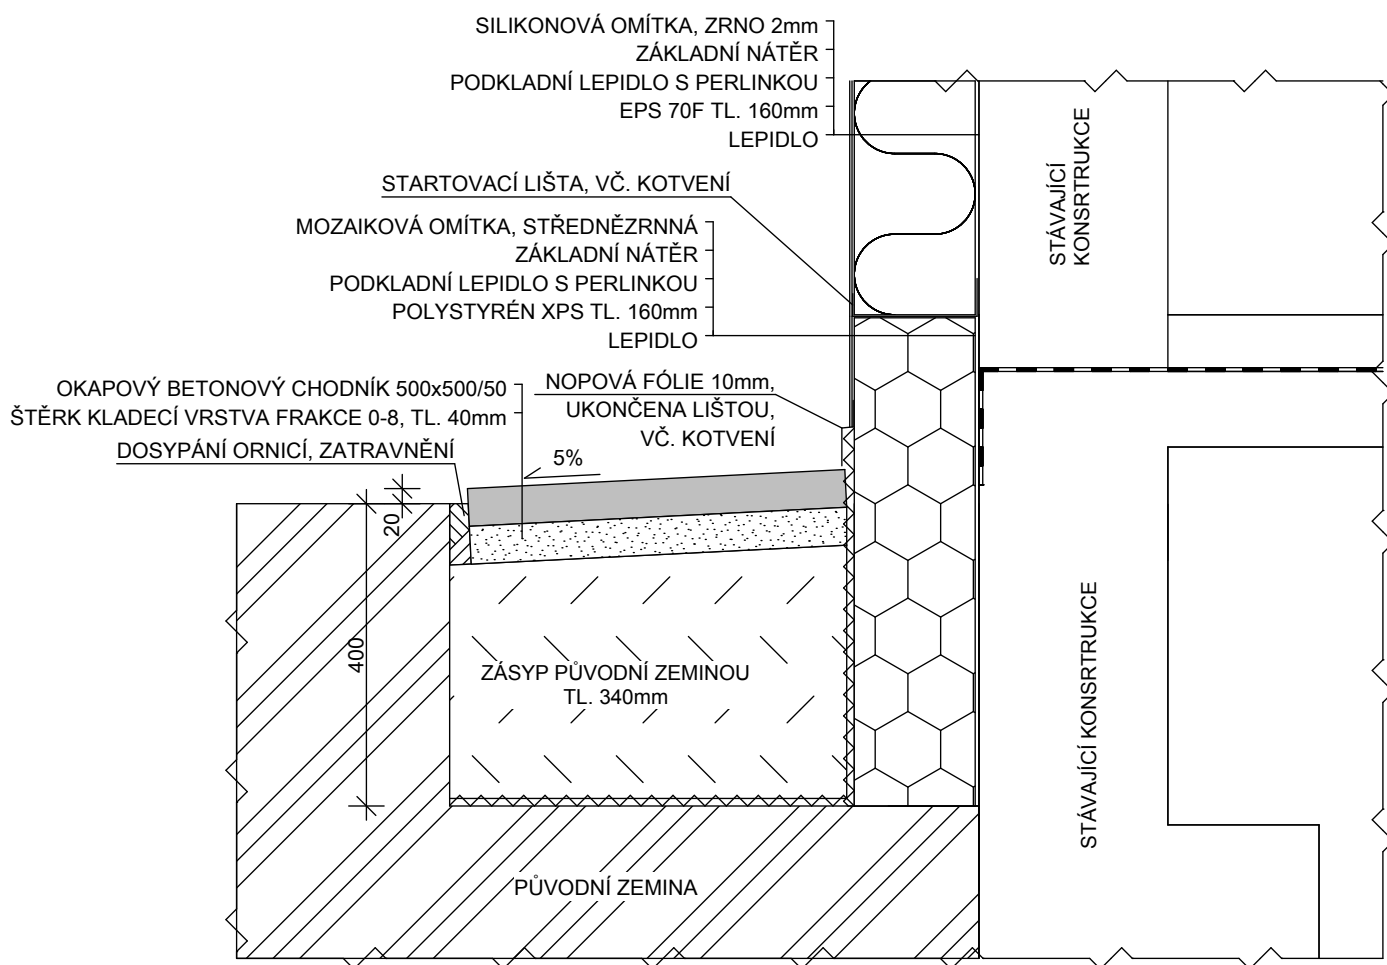 SILIKONOVÁ OMÍTKA, ZRNO 2mm
ZÁKLADNÍ NÁTĚR
PODKLADNÍ LEPIDLO S PERLINKOU
EPS 70F TL. 160mm
LEPIDLO
STARTOVACÍ LIŠTA, VČ. KOTVENÍ
MOZAIKOVÁ OMÍTKA, STŘEDNĚZRNNÁ
ZÁKLADNÍ NÁTĚR
PODKLADNÍ LEPIDLO S PERLINKOU
POLYSTYRÉN XPS TL. 160mm
LEPIDLO
OKAPOVÝ BETONOVÝ CHODNÍK 500x500/50
ŠTĚRK KLADECÍ VRSTVA FRAKCE 0-8, TL. 40mm
DOSYPÁNÍ ORNICÍ, ZATRAVNĚNÍ
NOPOVÁ FÓLIE 10mm,
UKONČENA LIŠTOU,
VČ. KOTVENÍ
5%
20
400
ZÁSYP PŮVODNÍ ZEMINOU
TL. 340mm
PŮVODNÍ ZEMINA
STÁVAJÍCÍ
KONSRTRUKCE
STÁVAJÍCÍ KONSRTRUKCE